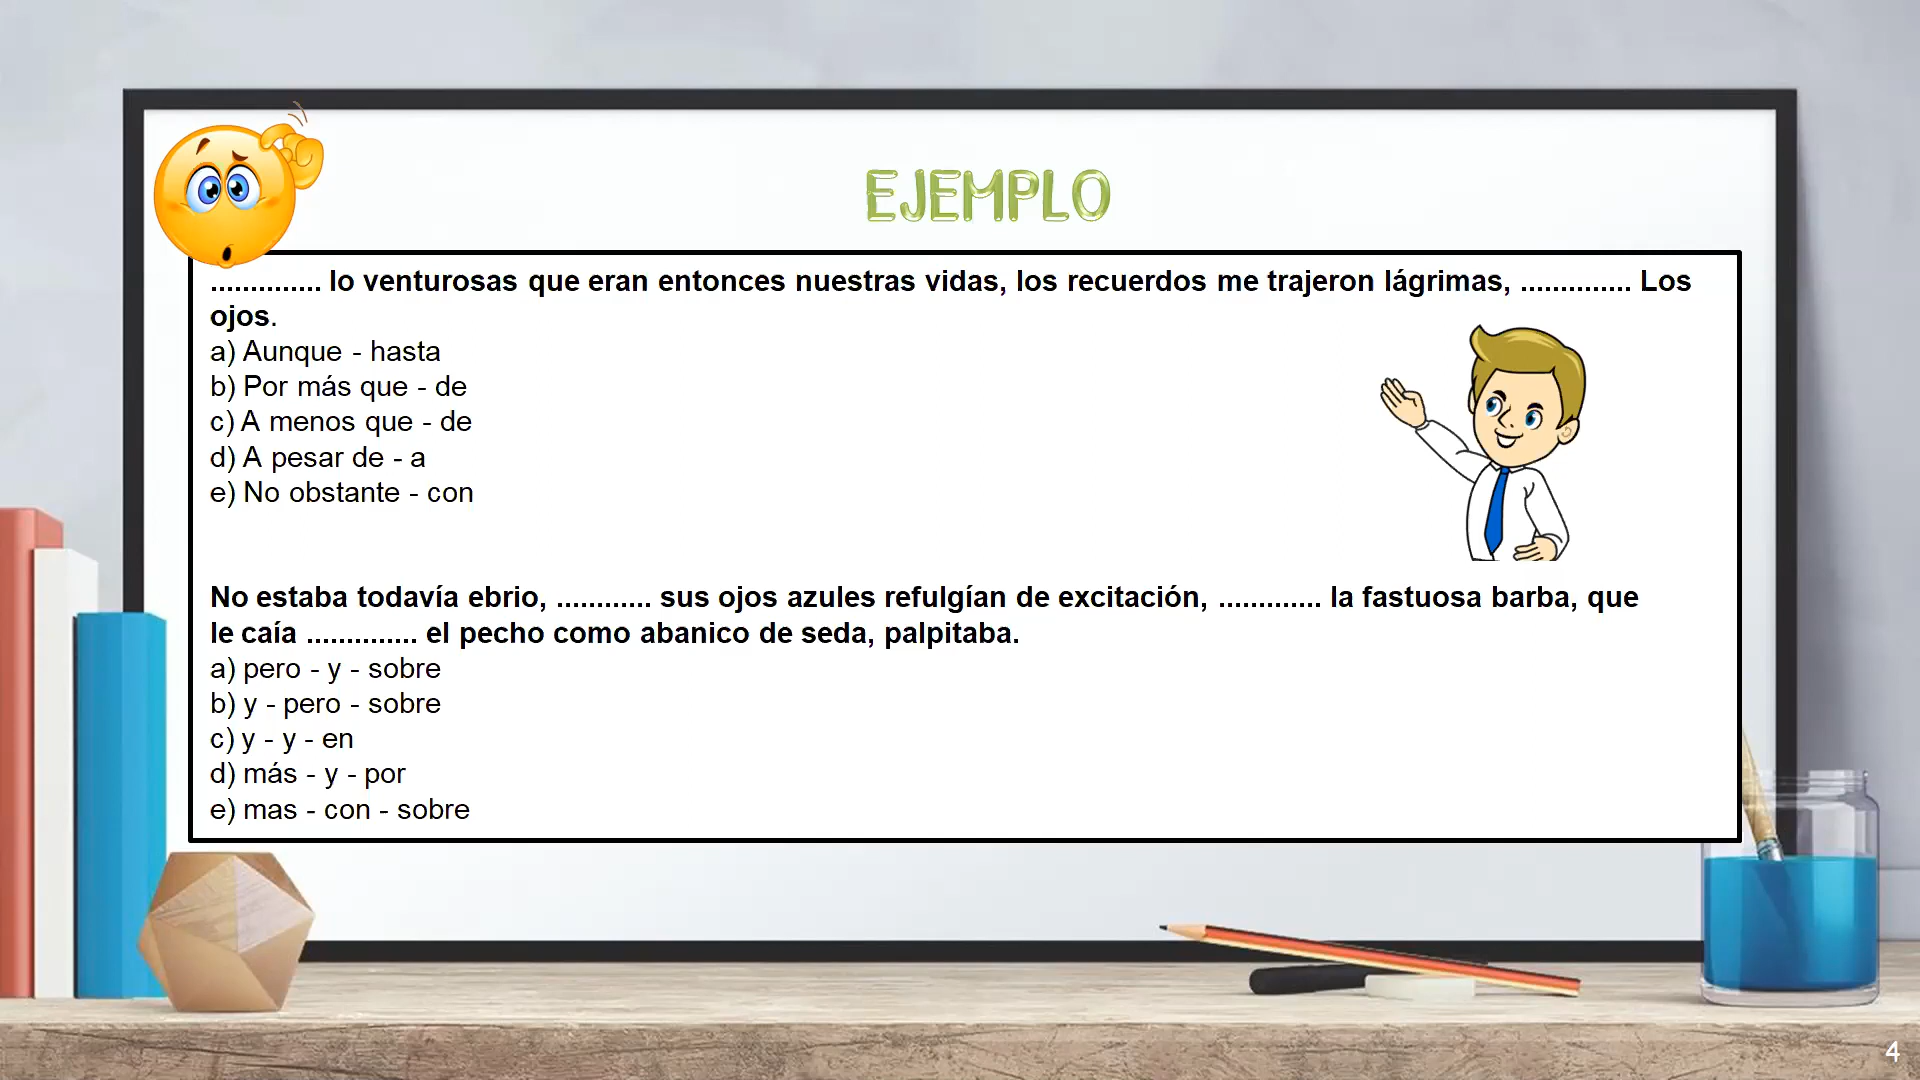 EJEMPLO
.............. lo venturosas que eran entonces nuestras vidas, los recuerdos me trajeron lágrimas, .............. Los
ojos.
a) Aunque - hasta
b) Por más que - de
c) A menos que - de
d) A pesar de - a
e) No obstante - con
No estaba todavía ebrio, ............ sus ojos azules refulgían de excitación, ............. la fastuosa barba, que
le caía .............. el pecho como abanico de seda, palpitaba.
a) pero - y - sobre
b) y - pero - sobre
c) y - y - en
d) más - y - por
e) mas - con - sobre
4